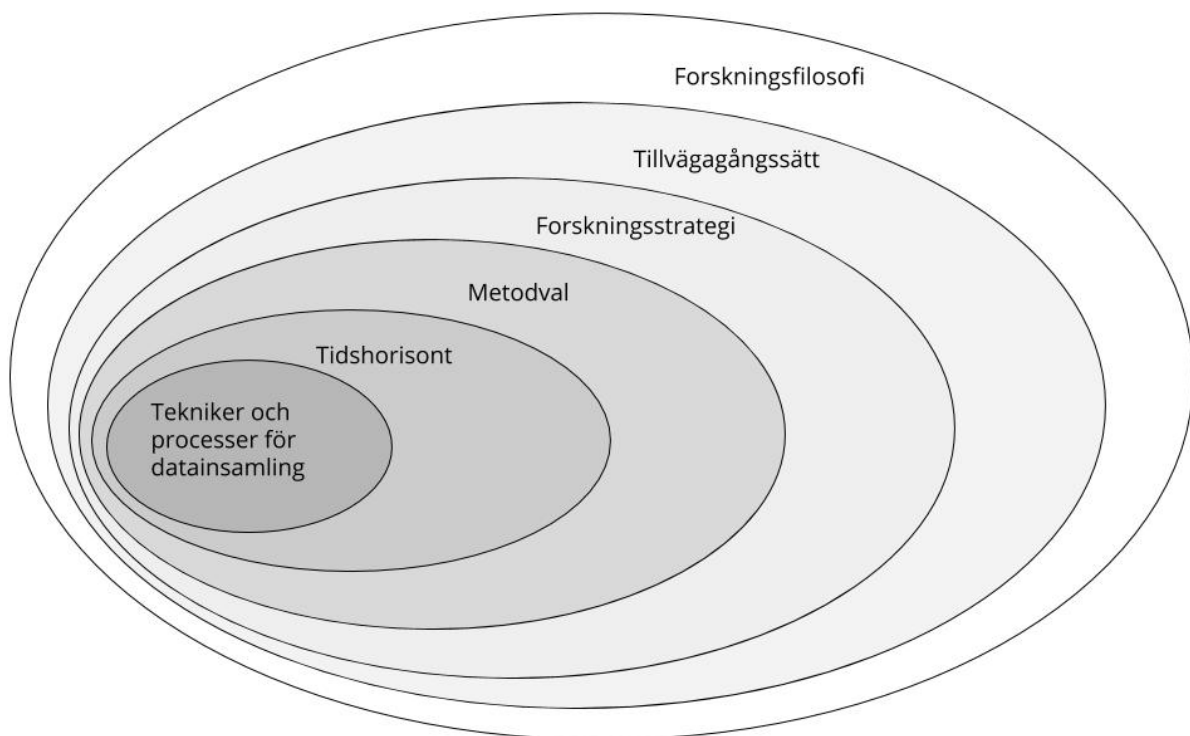 Forskningsfilosofi
Tillvägagångssätt
Forskningsstrategi
Metodval
Tidshorisont
Tekniker och
processer för
datainsamling